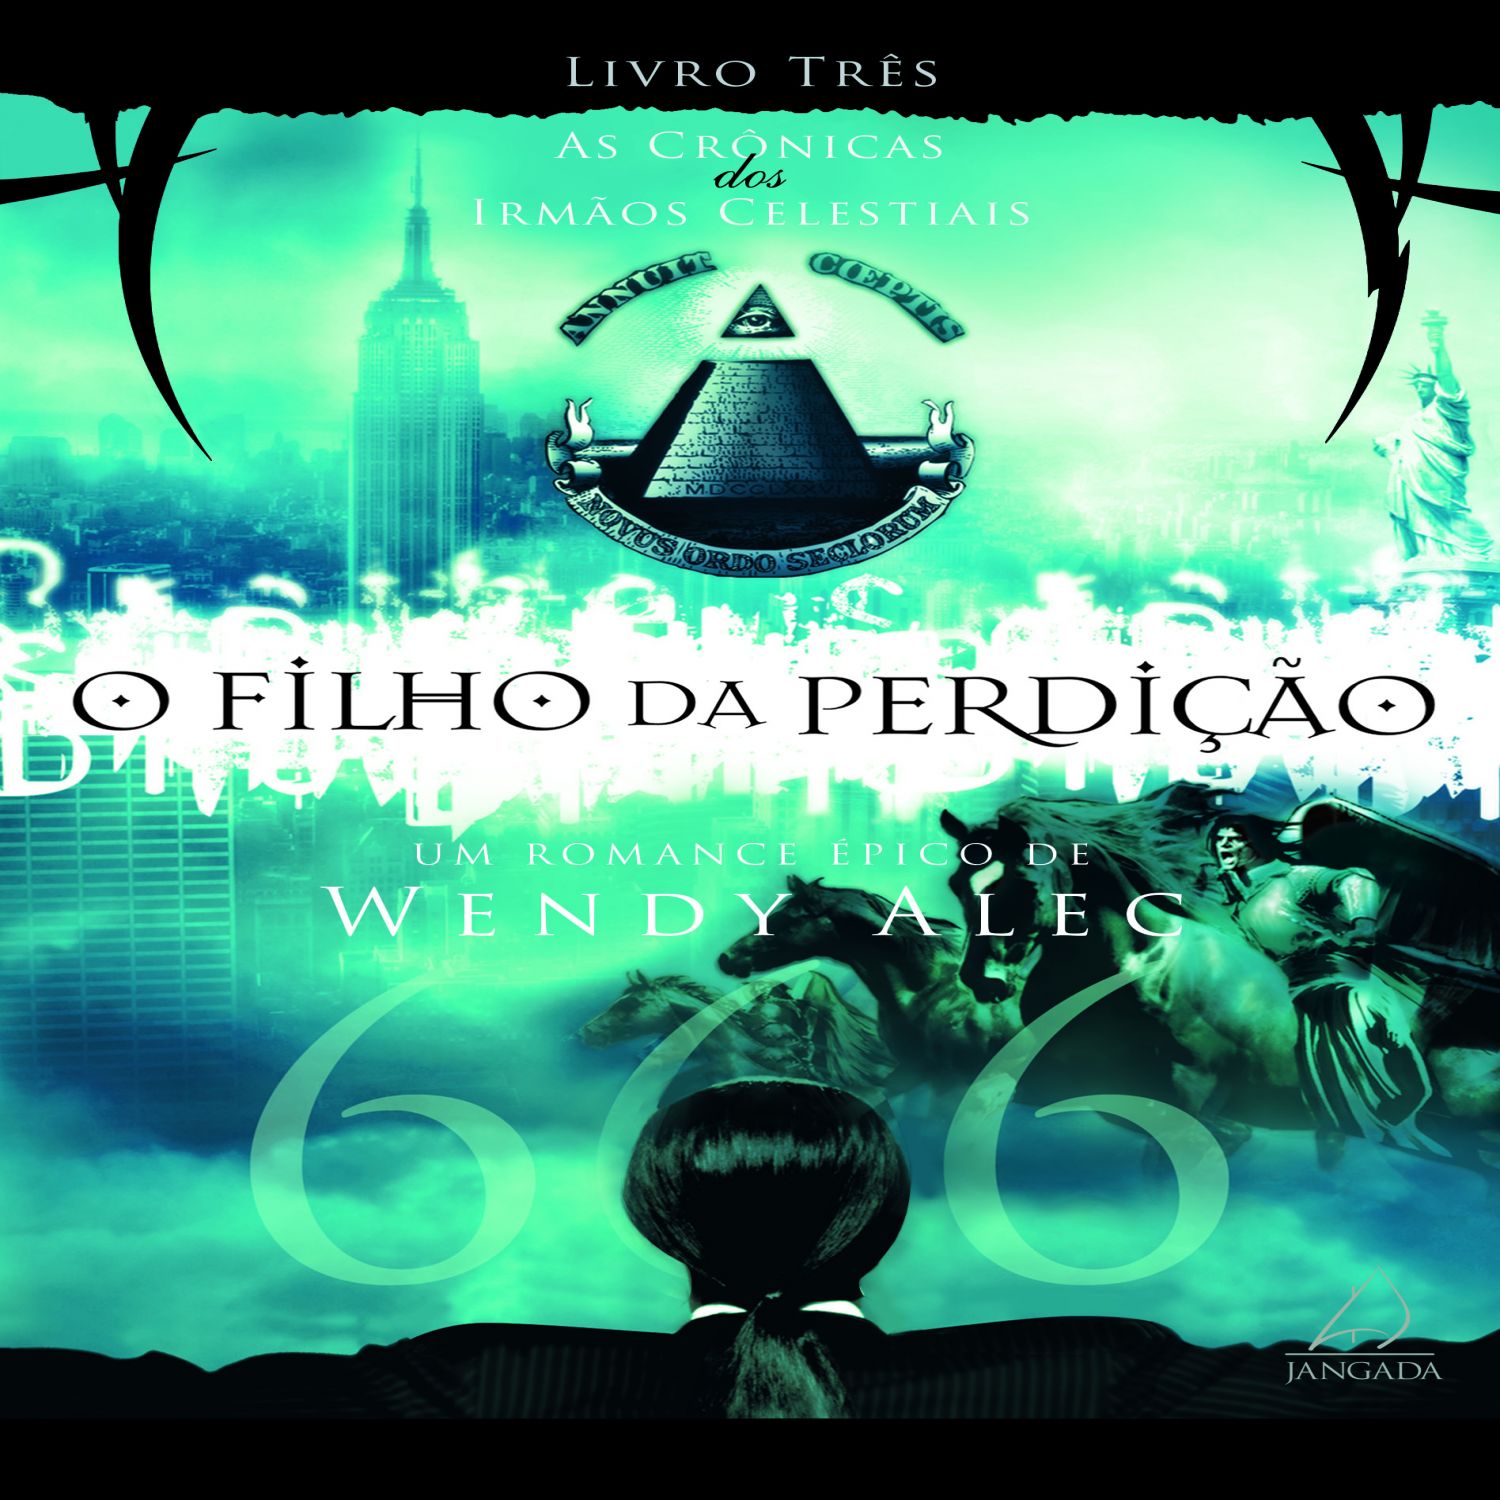 LIVRO TRÊS
AS CRÔNICAS
dos
IRMÃOS CELESTIAIS
ANNUIT CŒPTIS
MDCCLXXVI
NOVUS ORDO SECLORUM
O FILHO DA PERDIÇÃO
UM ROMANCE ÉPICO DE
WENDY ALEC
666
JANGADA